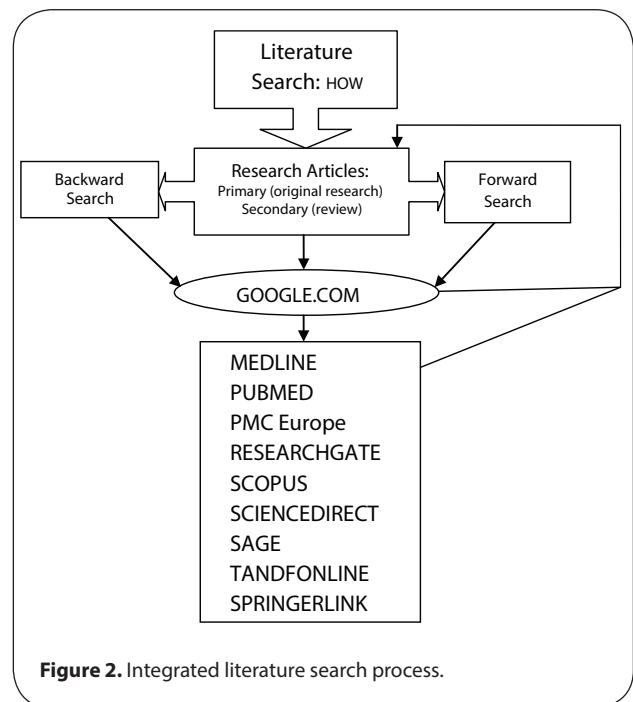 Literature
Search: HOW
Research Articles:
Primary (original research)
Secondary (review)
Backward
Search
Forward
Search
GOOGLE.COM
MEDLINE
PUBMED
PMC Europe
RESEARCHGATE
SCOPUS
SCIENCEDIRECT
SAGE
TANDFONLINE
SPRINGERLINK
Figure 2. Integrated literature search process.